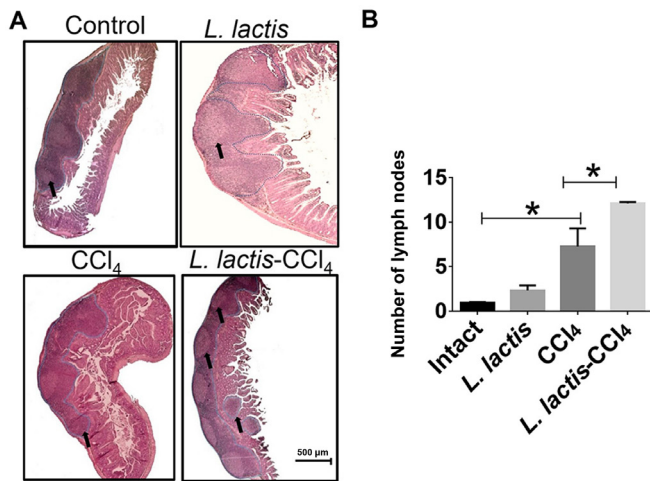 A
Control
L. lactis
CCl₄
L. lactis-CCl₄
500 μm
B
Number of lymph nodes
15
10
5
0
*
*
Intact
L. lactis
CCl₄
L. lactis-CCl₄